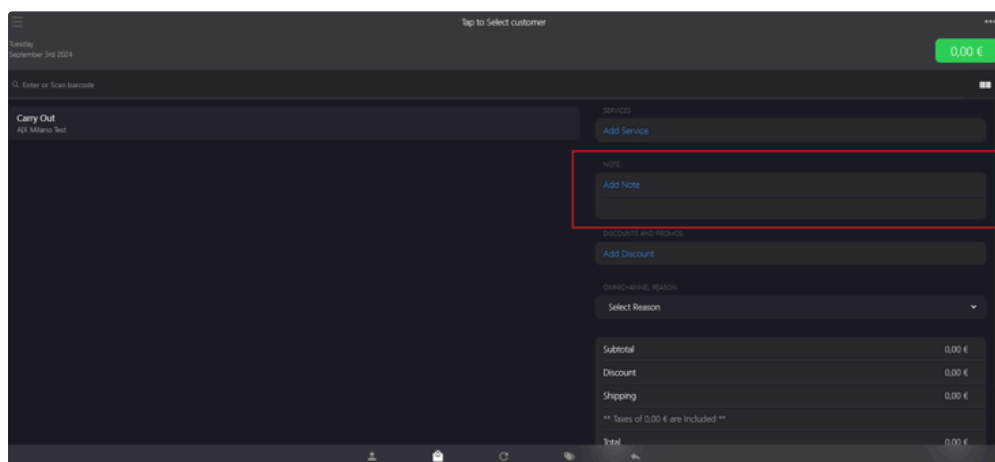 Tap to Select customer
Tuesday
September 3rd 2024
0,00 €
Enter or Scan barcode
Carry Out
A|X Milano Test
SERVICES
Add Service
NOTE
Add Note
DISCOUNTS AND PROMOS
Add Discount
OMNICHANNEL REASON
Select Reason
Subtotal 0,00 €
Discount 0,00 €
Shipping 0,00 €
** Taxes of 0,00 € are Included **
Total 0,00 €